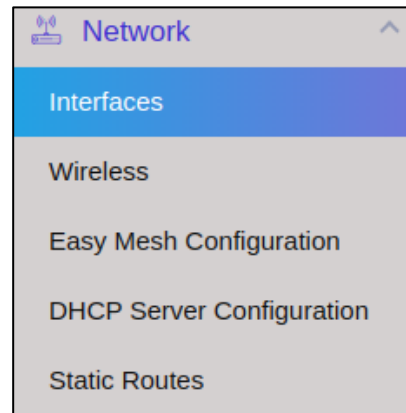 Network
Interfaces
Wireless
Easy Mesh Configuration
DHCP Server Configuration
Static Routes